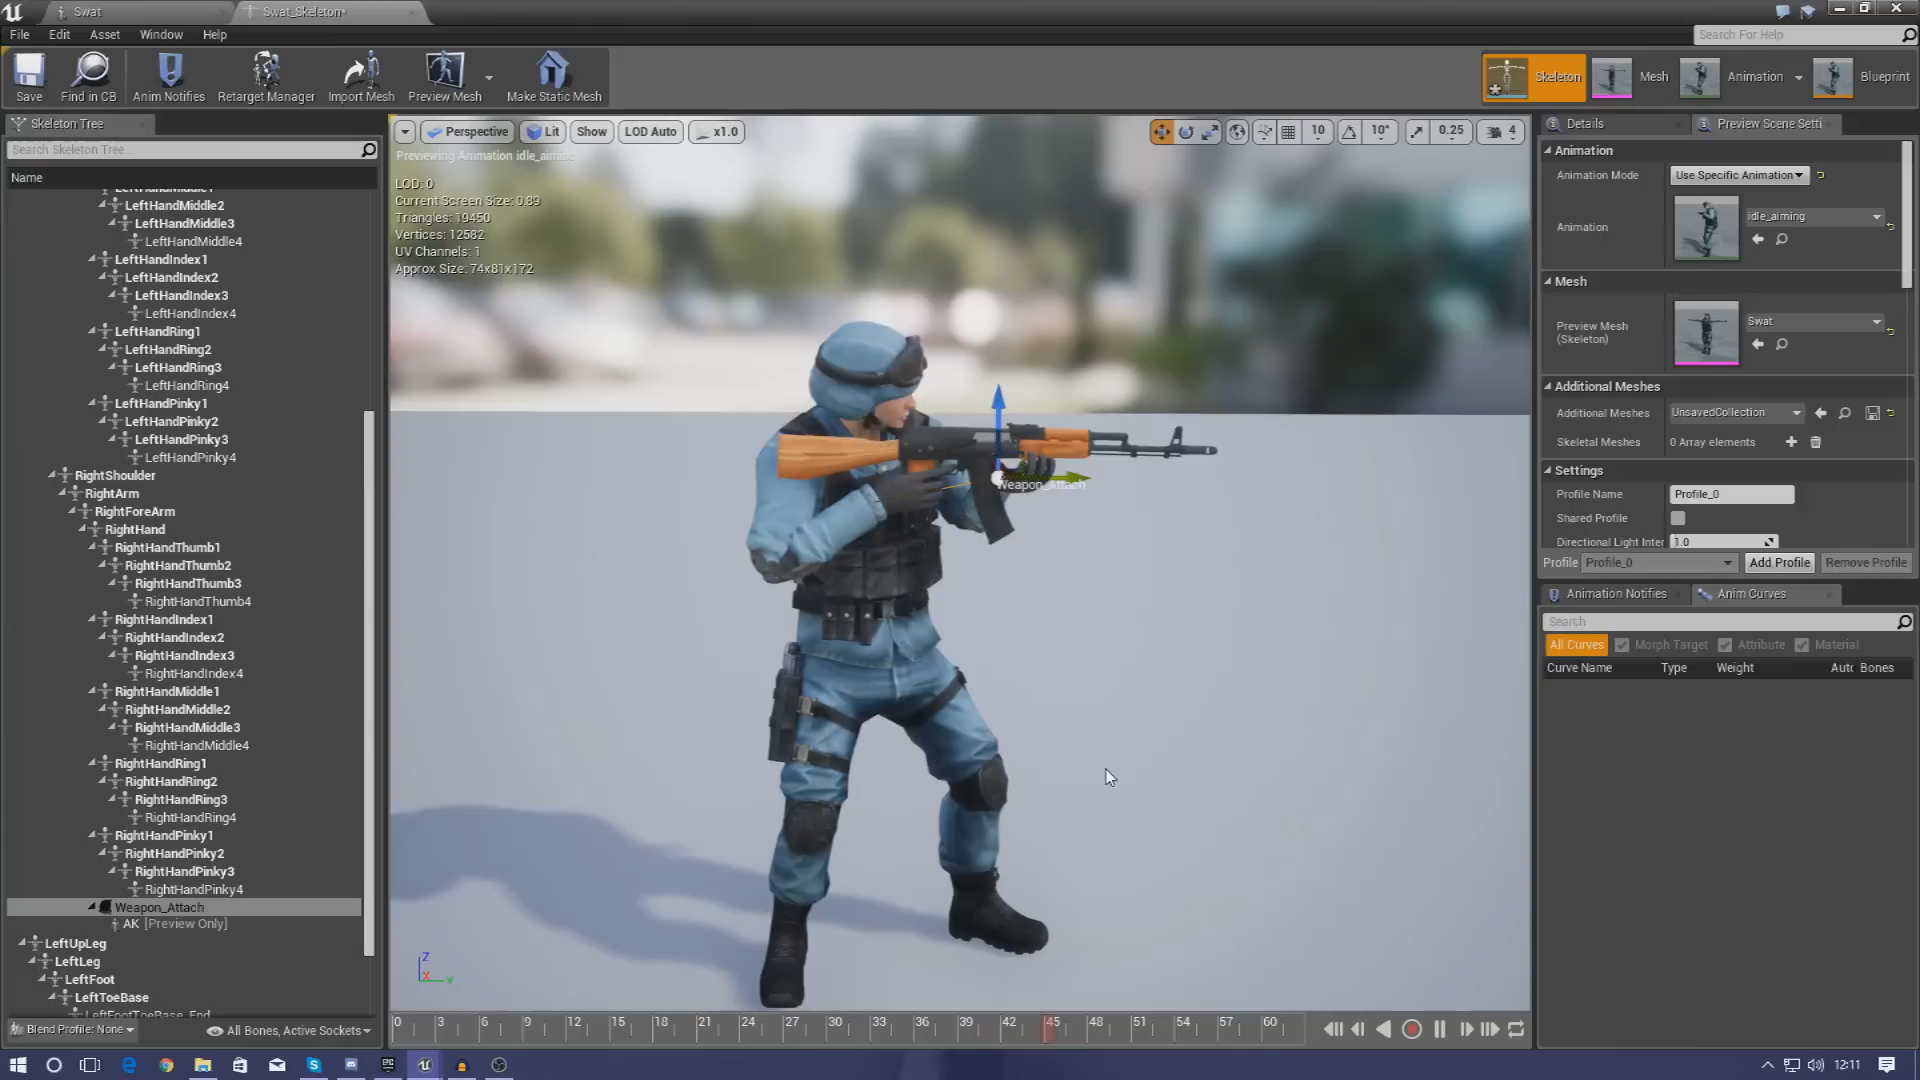 Swat
Swat_Skeleton*
File Edit Asset Window Help
Search For Help
Save
Find in CB
Anim Notifies
Retarget Manager
Import Mesh
Preview Mesh
Make Static Mesh
Skeleton
Mesh
Animation
Blueprint
Skeleton Tree
Search Skeleton Tree...
Name
LeftHandMiddle1
LeftHandMiddle2
LeftHandMiddle3
LeftHandMiddle4
LeftHandIndex1
LeftHandIndex2
LeftHandIndex3
LeftHandIndex4
LeftHandRing1
LeftHandRing2
LeftHandRing3
LeftHandRing4
LeftHandPinky1
LeftHandPinky2
LeftHandPinky3
LeftHandPinky4
RightShoulder
RightArm
RightForeArm
RightHand
RightHandThumb1
RightHandThumb2
RightHandThumb3
RightHandThumb4
RightHandIndex1
RightHandIndex2
RightHandIndex3
RightHandIndex4
RightHandMiddle1
RightHandMiddle2
RightHandMiddle3
RightHandMiddle4
RightHandRing1
RightHandRing2
RightHandRing3
RightHandRing4
RightHandPinky1
RightHandPinky2
RightHandPinky3
RightHandPinky4
Weapon_Attach
AK [Preview Only]
LeftUpLeg
LeftLeg
LeftFoot
LeftToeBase
LeftFootToeBase_End
Blend Profile: None
All Bones, Active Sockets
Perspective Lit Show LOD Auto x1.0
10 10° 0.25 4
Previewing Animation idle_aiming
LOD: 0
Current Screen Size: 0.89
Triangles: 19450
Vertices: 12582
UV Channels: 1
Approx Size: 74x81x172
Weapon_Attach
Z
X
Y
0 3 6 9 12 15 18 21 24 27 30 33 36 39 42 45 48 51 54 57 60
Details
Preview Scene Setti
Animation
Animation Mode
Use Specific Animation
Animation
idle_aiming
Mesh
Preview Mesh
(Skeleton)
Swat
Additional Meshes
Additional Meshes
UnsavedCollection
Skeletal Meshes
0 Array elements
Settings
Profile Name
Profile_0
Shared Profile
Directional Light Inter
1.0
Profile
Profile_0
Add Profile
Remove Profile
Animation Notifies
Anim Curves
Search
All Curves
Morph Target
Attribute
Material
Curve Name
Type
Weight
Autc
Bones
12:11